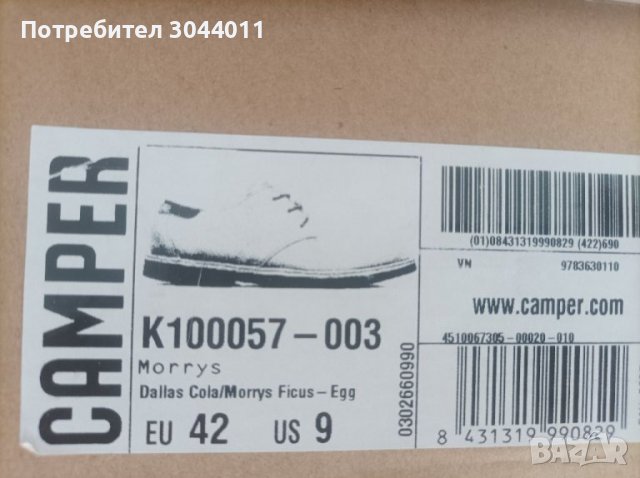 Потребител 3044011
CAMPER
K100057-003
Morrys
Dallas Cola/Morrys Ficus-Egg
EU 42 US 9
0302660990
(01)08431319990829 (422)690
VN 9783630110
www.camper.com
4510067305-00020-010
8 431319 990829
BAZAR